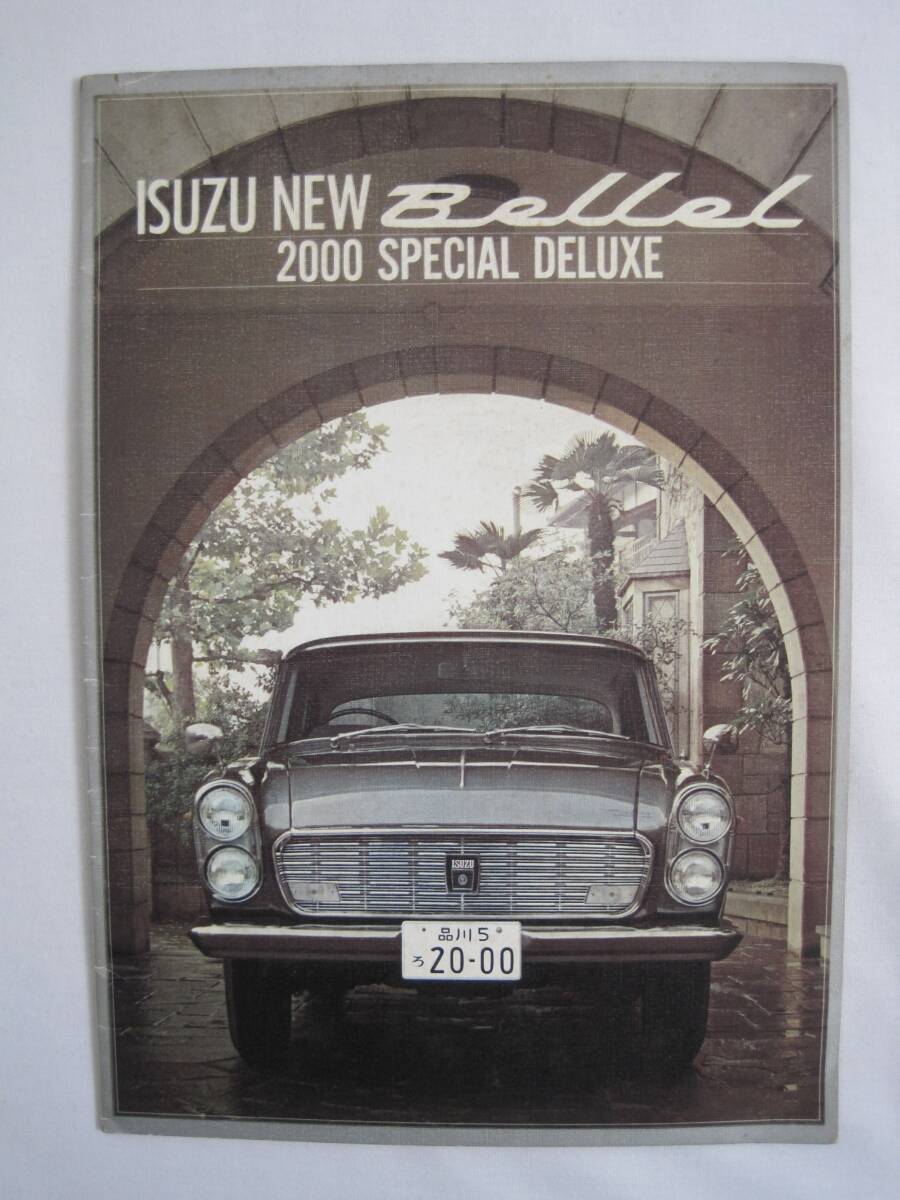 ISUZU NEW Bellel
2000 SPECIAL DELUXE
ISUZU
品川 5
ろ 20-00